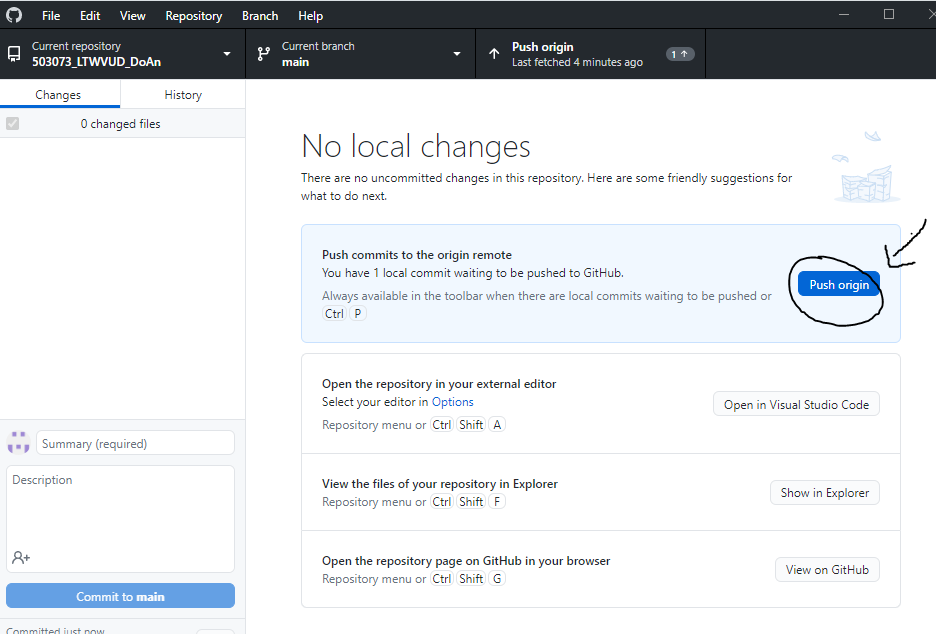 File Edit View Repository Branch Help
Current repository
503073_LTWVUD_DoAn
Current branch
main
Push origin
Last fetched 4 minutes ago
1
Changes History
0 changed files
No local changes
There are no uncommitted changes in this repository. Here are some friendly suggestions for
what to do next.
Push commits to the origin remote
You have 1 local commit waiting to be pushed to GitHub.
Always available in the toolbar when there are local commits waiting to be pushed or
Ctrl P
Push origin
Open the repository in your external editor
Select your editor in Options
Repository menu or Ctrl Shift A
Open in Visual Studio Code
View the files of your repository in Explorer
Repository menu or Ctrl Shift F
Show in Explorer
Open the repository page on GitHub in your browser
Repository menu or Ctrl Shift G
View on GitHub
Summary (required)
Description
Commit to main
Committed just now